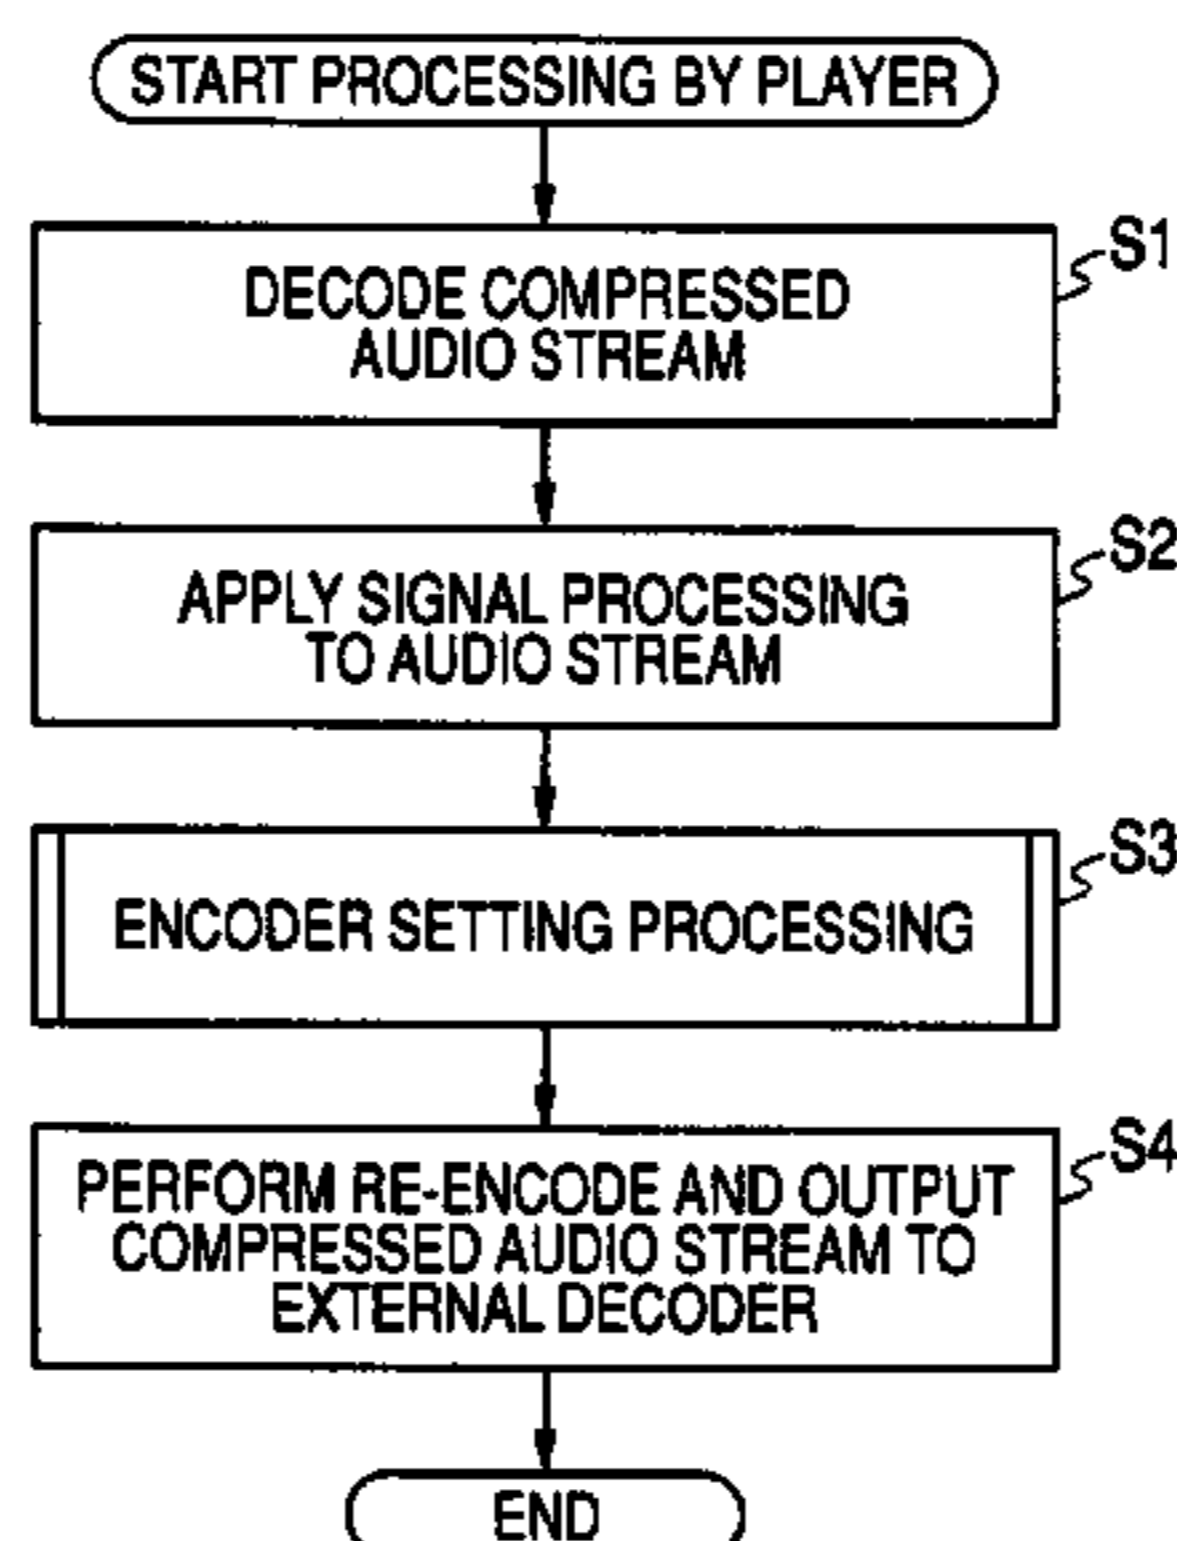 START PROCESSING BY PLAYER
S1
DECODE COMPRESSED
AUDIO STREAM
S2
APPLY SIGNAL PROCESSING
TO AUDIO STREAM
S3
ENCODER SETTING PROCESSING
S4
PERFORM RE-ENCODE AND OUTPUT
COMPRESSED AUDIO STREAM TO
EXTERNAL DECODER
END